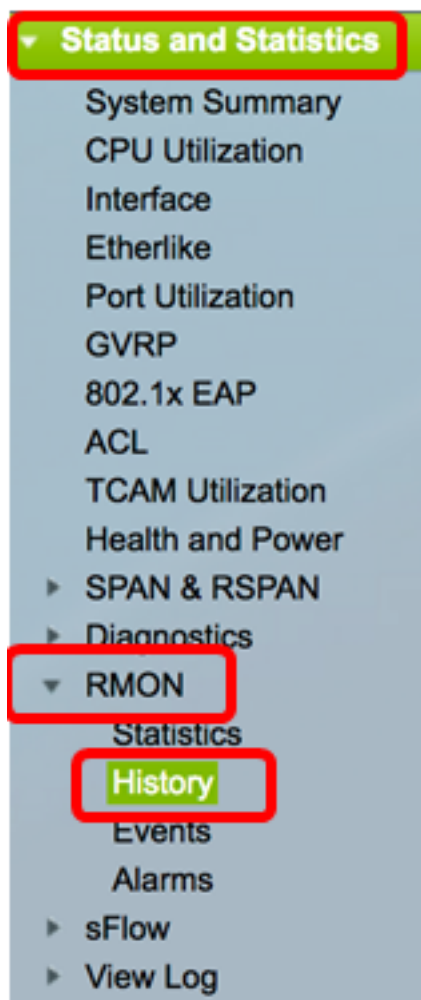 Status and Statistics
System Summary
CPU Utilization
Interface
Etherlike
Port Utilization
GVRP
802.1x EAP
ACL
TCAM Utilization
Health and Power
SPAN & RSPAN
Diagnostics
RMON
Statistics
History
Events
Alarms
sFlow
View Log